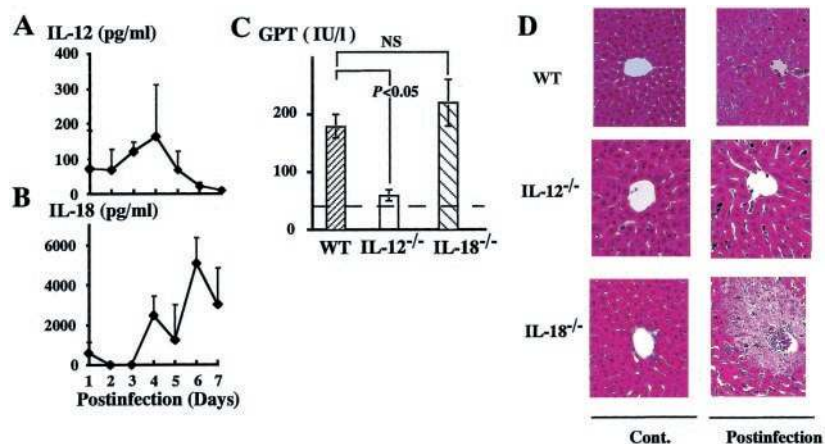 A
IL-12 (pg/ml)
400
300
200
100
0
B
IL-18 (pg/ml)
6000
4000
2000
0
1 2 3 4 5 6 7
Postinfection (Days)
C
GPT ( IU/l )
NS
P<0.05
200
100
0
WT IL-12-/- IL-18-/-
D
WT
IL-12-/-
IL-18-/-
Cont. Postinfection